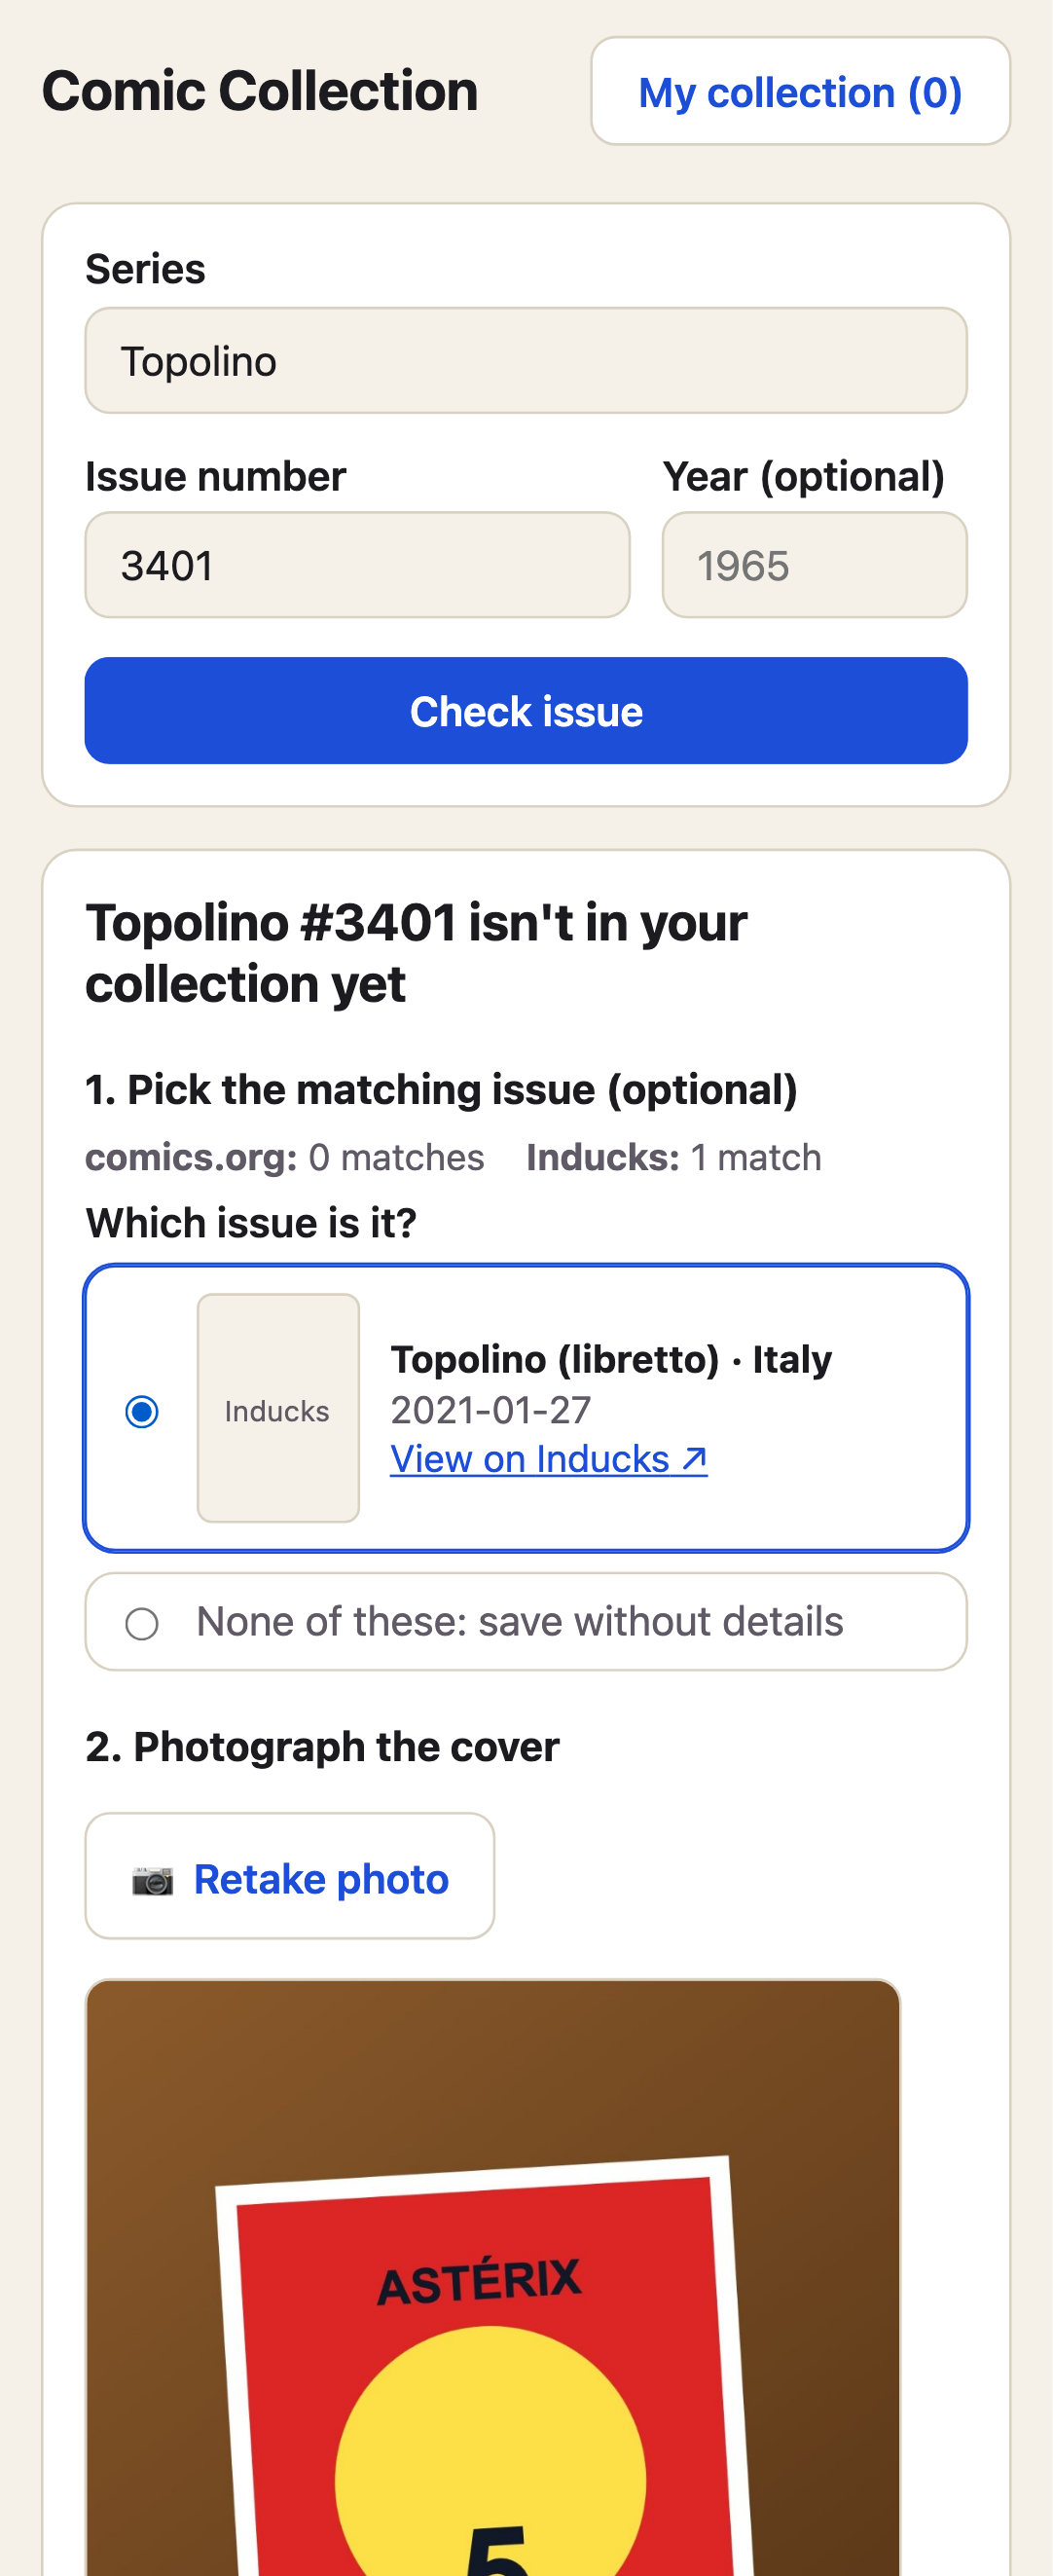 Comic Collection
My collection (0)
Series
Topolino
Issue number
Year (optional)
3401
1965
Check issue
Topolino #3401 isn't in your
collection yet
1. Pick the matching issue (optional)
comics.org: 0 matches Inducks: 1 match
Which issue is it?
Inducks
Topolino (libretto) · Italy
2021-01-27
View on Inducks ↗
None of these: save without details
2. Photograph the cover
📷 Retake photo
ASTÉRIX
5